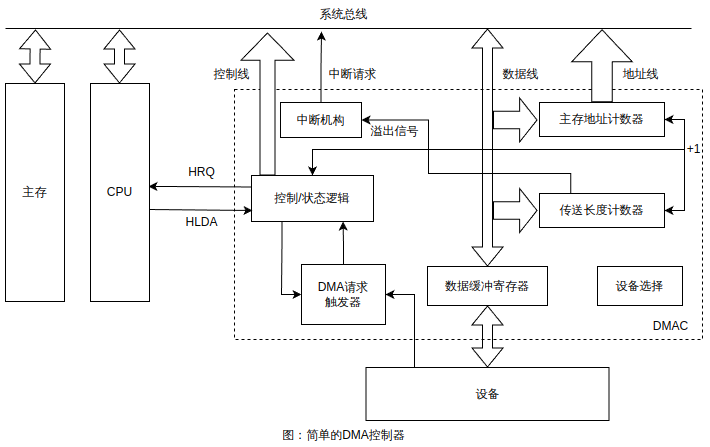 系统总线
控制线
中断请求
数据线
地址线
中断机构
溢出信号
主存地址计数器
+1
HRQ
主存
CPU
控制/状态逻辑
传送长度计数器
HLDA
DMA请求
触发器
数据缓冲寄存器
设备选择
DMAC
设备
图：简单的DMA控制器